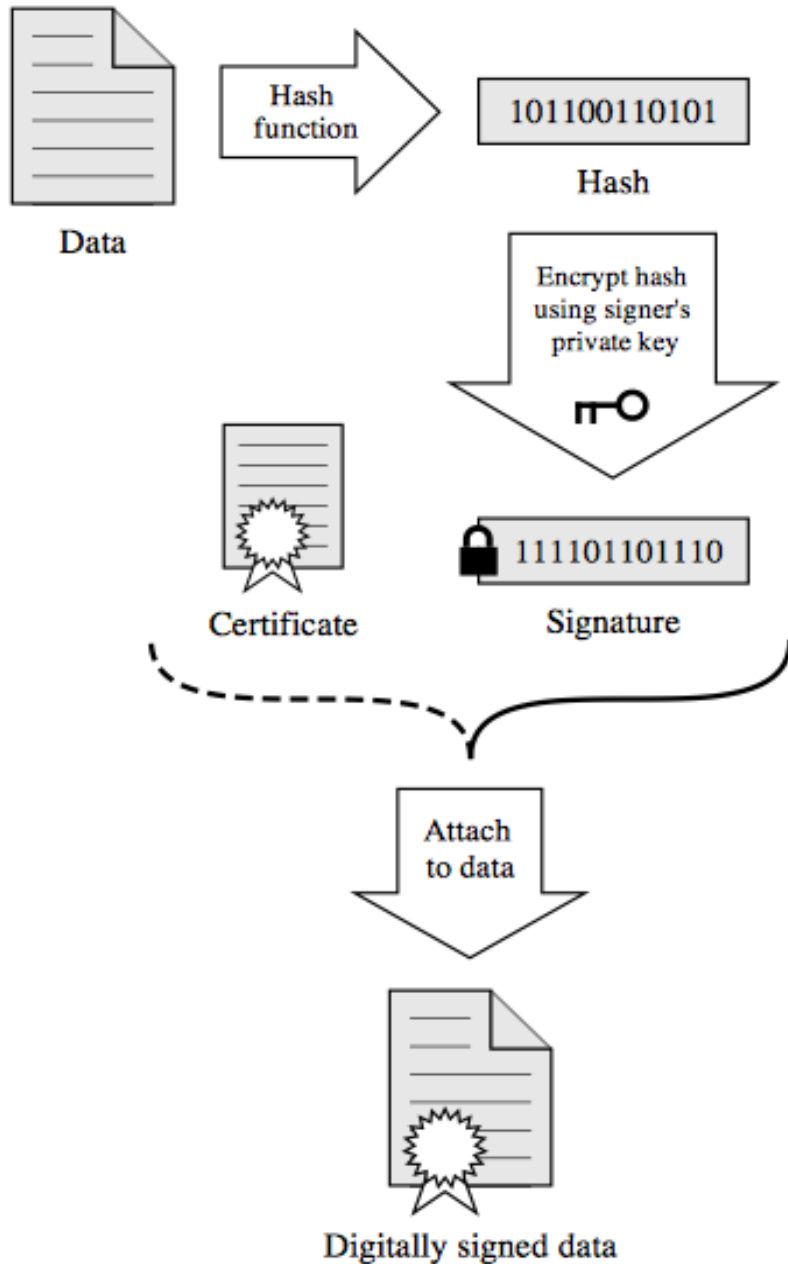 Hash
function
101100110101
Hash
Data
Encrypt hash
using signer's
private key
111101101110
Certificate
Signature
Attach
to data
Digitally signed data